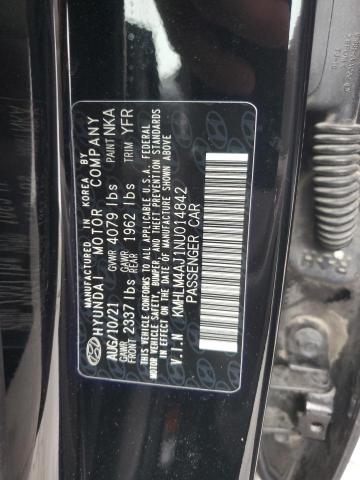 MANUFACTURED IN KOREA BY
HYUNDAI MOTOR COMPANY
AUG/10/21 GVWR 4079 lbs PAINT NKA
GAWR FRONT 2337 lbs GAWR REAR 1962 lbs TRIM YFR
THIS VEHICLE CONFORMS TO ALL APPLICABLE U.S.A. FEDERAL
MOTOR VEHICLE SAFETY, BUMPER, AND THEFT PREVENTION
STANDARDS IN EFFECT ON THE DATE OF MANUFACTURE SHOWN ABOVE.
V.I.N KMHLM4AJ1NU014842
PASSENGER CAR